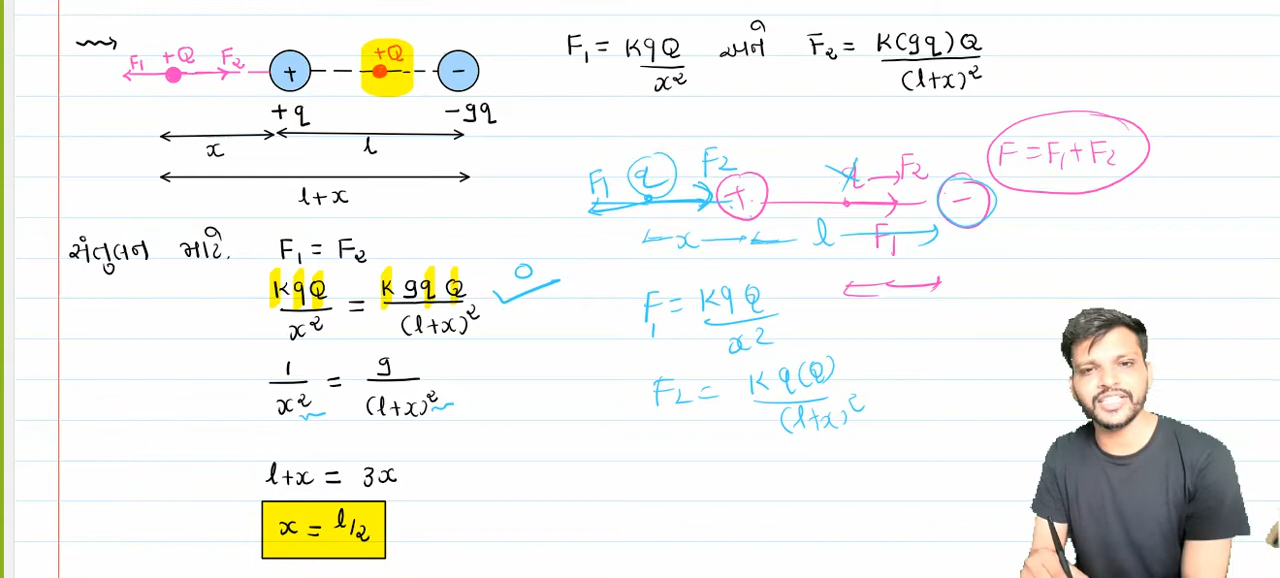 F₁ +Q F₂ + +Q −
+q −9q
x l
l+x
F₁ = KqQ/x² અને F₂ = K(9q)Q/(l+x)²
F₁ q F₂ + q → F₂ −
F = F₁ + F₂
x l F₁
સંતુલન માટે. F₁ = F₂
KqQ/x² = K9qQ/(l+x)²
1/x² = 9/(l+x)²
l+x = 3x
x = l/2
F₁ = KqQ/x²
F₂ = Kq(Q)/(l+x)²